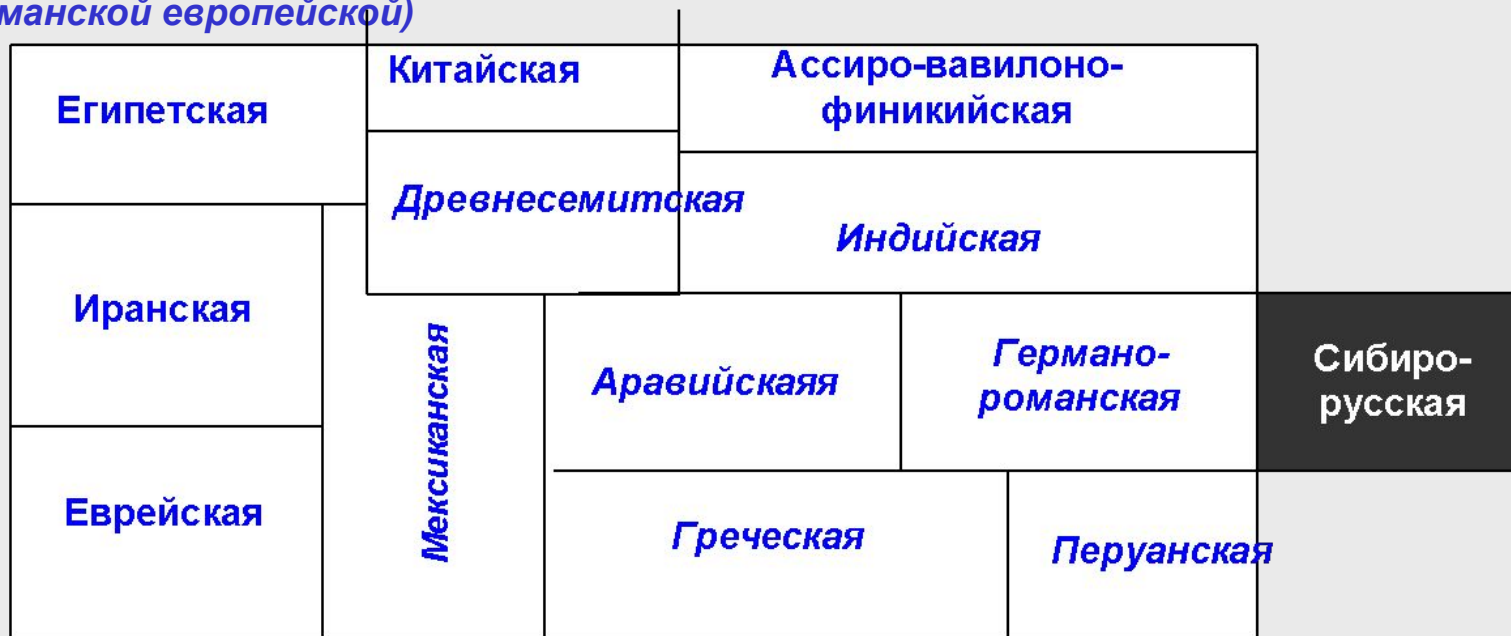 манской европейской)
Египетская
Китайская
Ассиро-вавилоно-
финикийская
Древнесемитская
Индийская
Иранская
Мексиканская
Аравийскаяя
Германо-
романская
Сибиро-
русская
Еврейская
Греческая
Перуанская